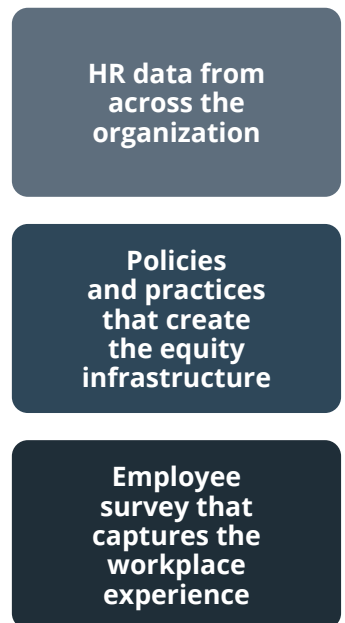 HR data from
across the
organization
Policies
and practices
that create
the equity
infrastructure
Employee
survey that
captures the
workplace
experience